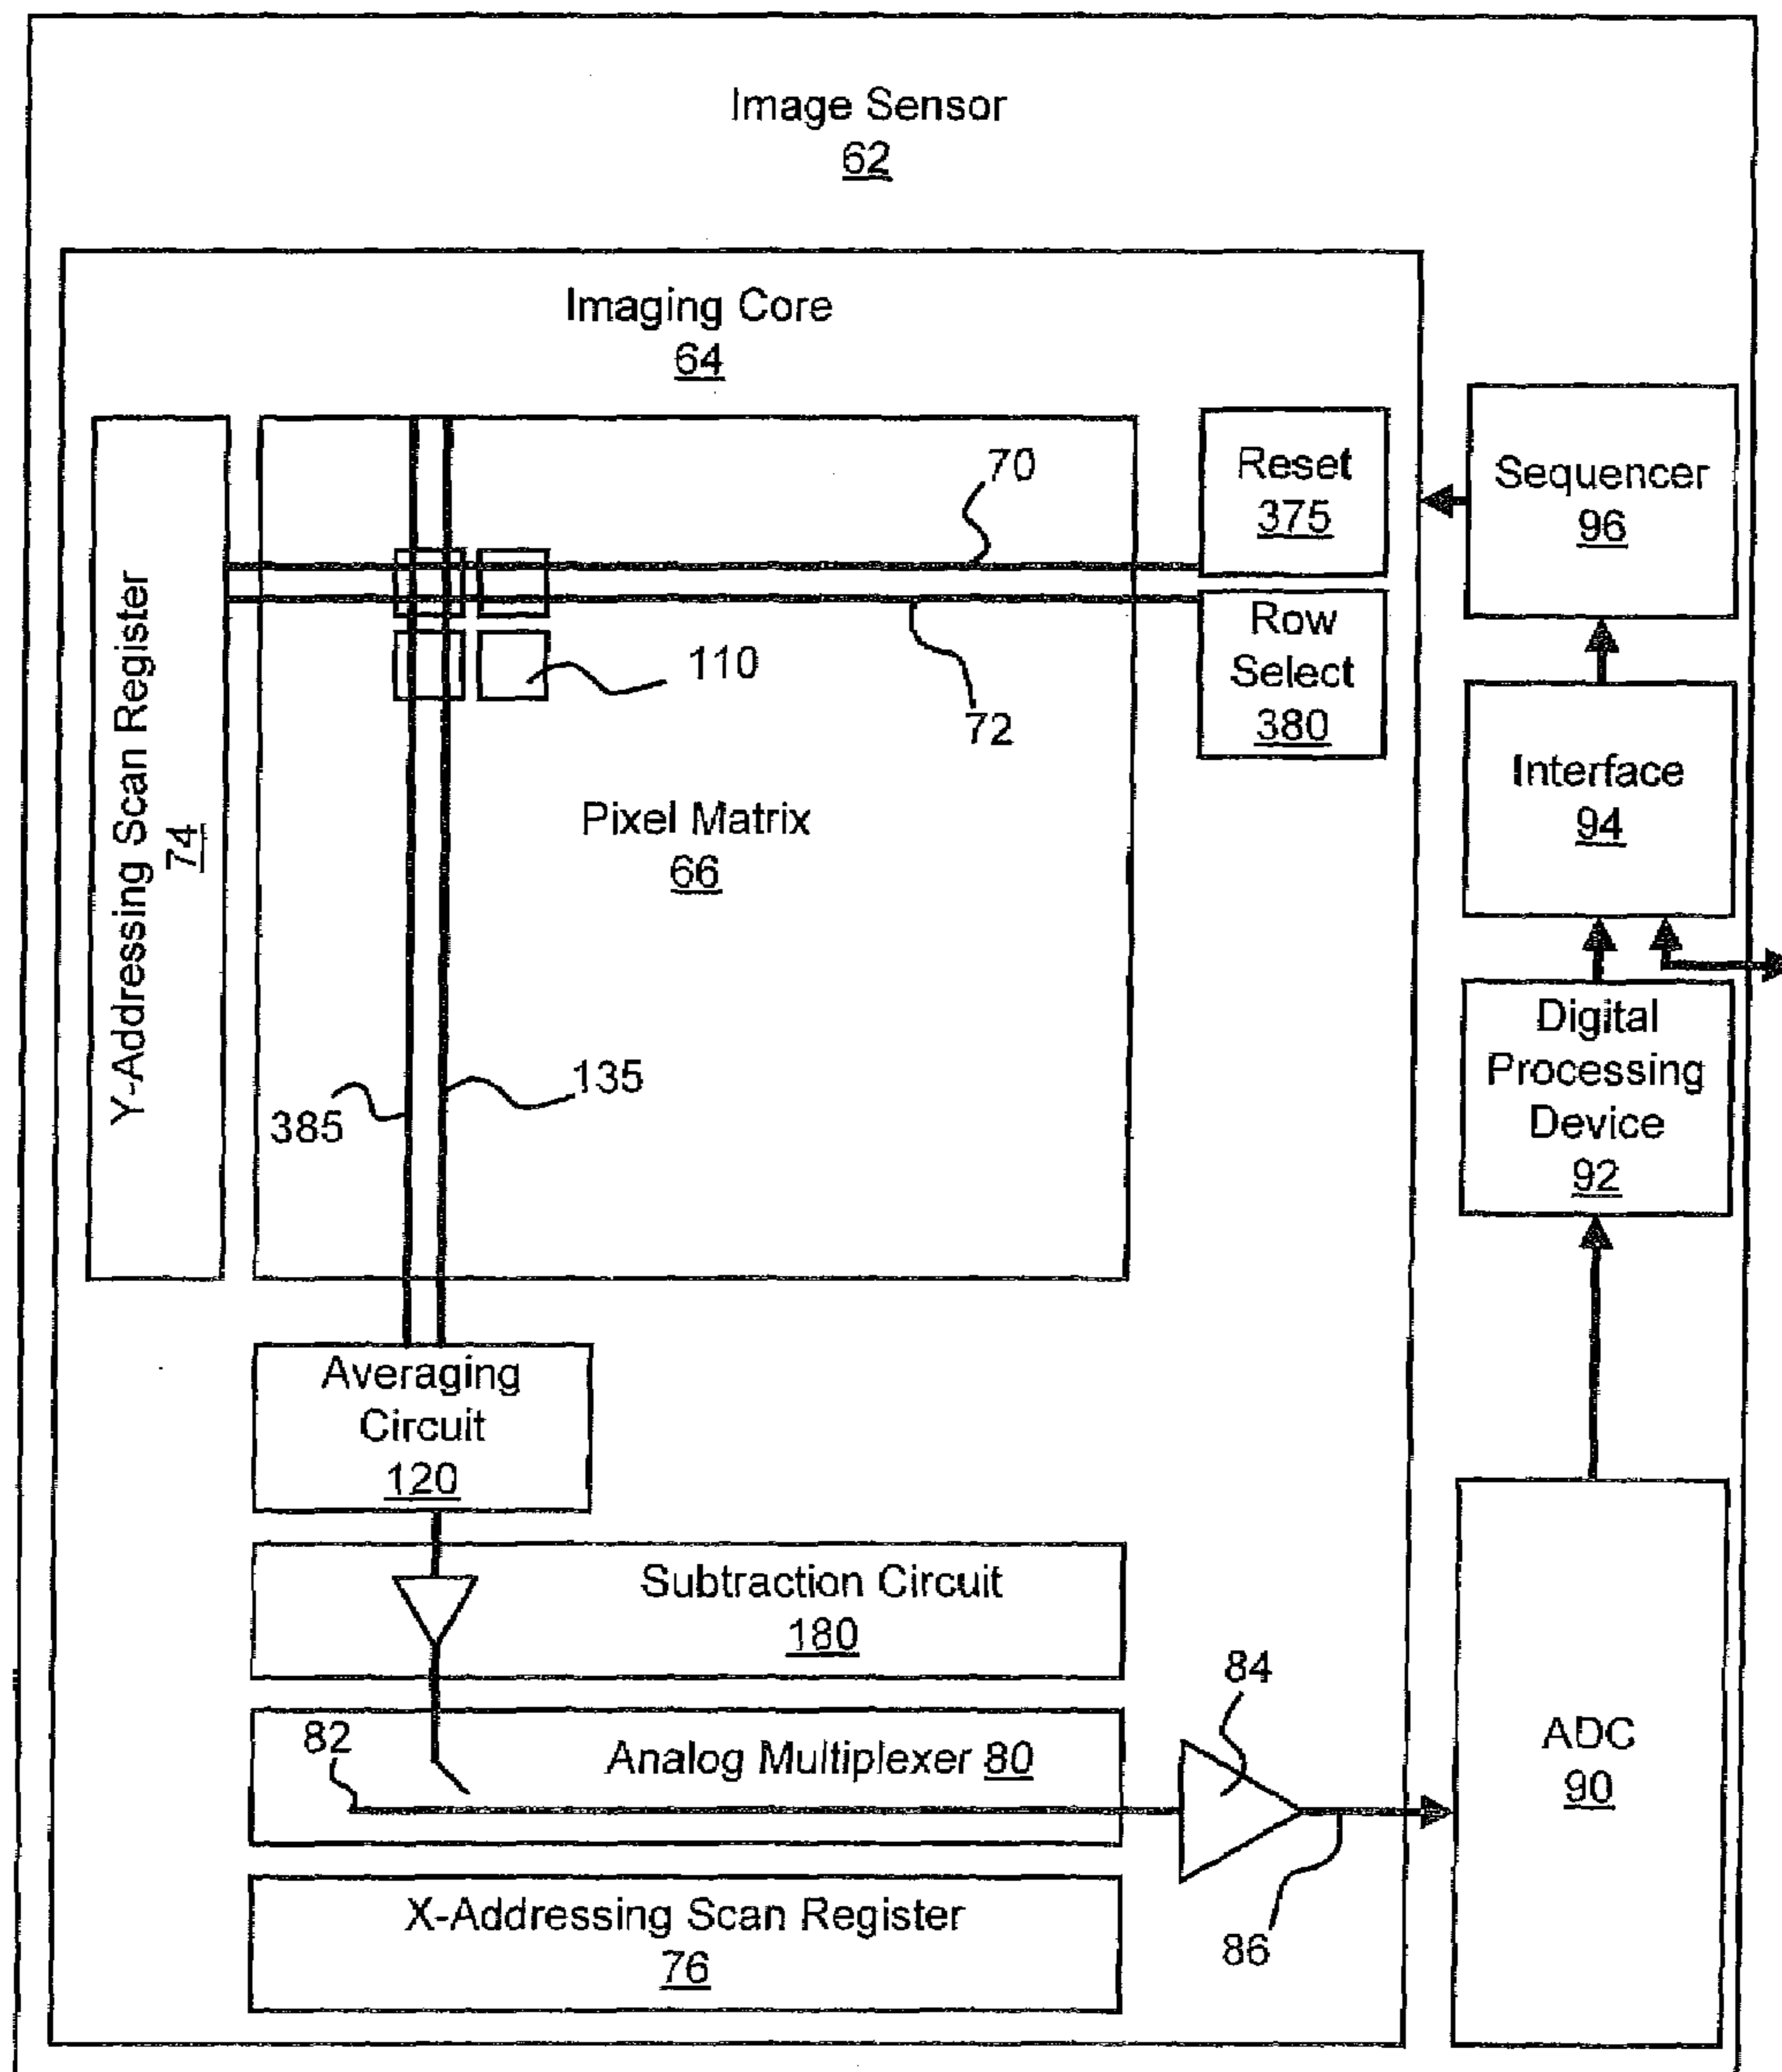 Image Sensor
62
Imaging Core
64
Y-Addressing Scan Register
74
70
Reset
375
Sequencer
96
110
72
Row
Select
380
Pixel Matrix
66
Interface
94
385
135
Digital
Processing
Device
92
Averaging
Circuit
120
Subtraction Circuit
180
82
Analog Multiplexer 80
84
86
ADC
90
X-Addressing Scan Register
76